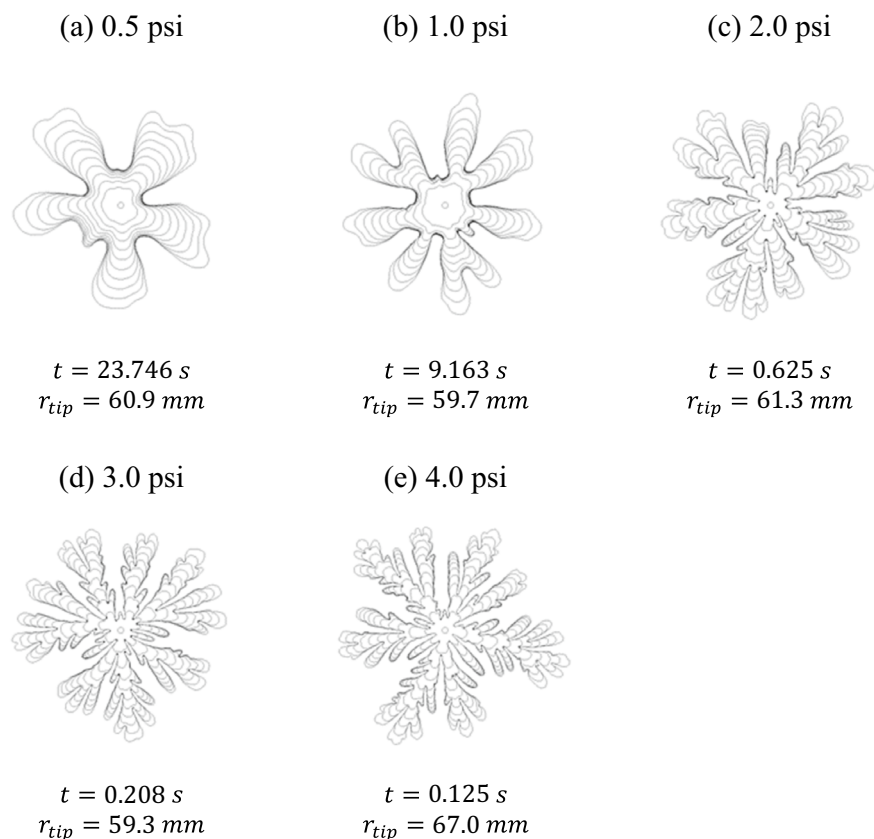 (a) 0.5 psi
(b) 1.0 psi
(c) 2.0 psi
t = 23.746 s
r_tip = 60.9 mm
t = 9.163 s
r_tip = 59.7 mm
t = 0.625 s
r_tip = 61.3 mm
(d) 3.0 psi
(e) 4.0 psi
t = 0.208 s
r_tip = 59.3 mm
t = 0.125 s
r_tip = 67.0 mm